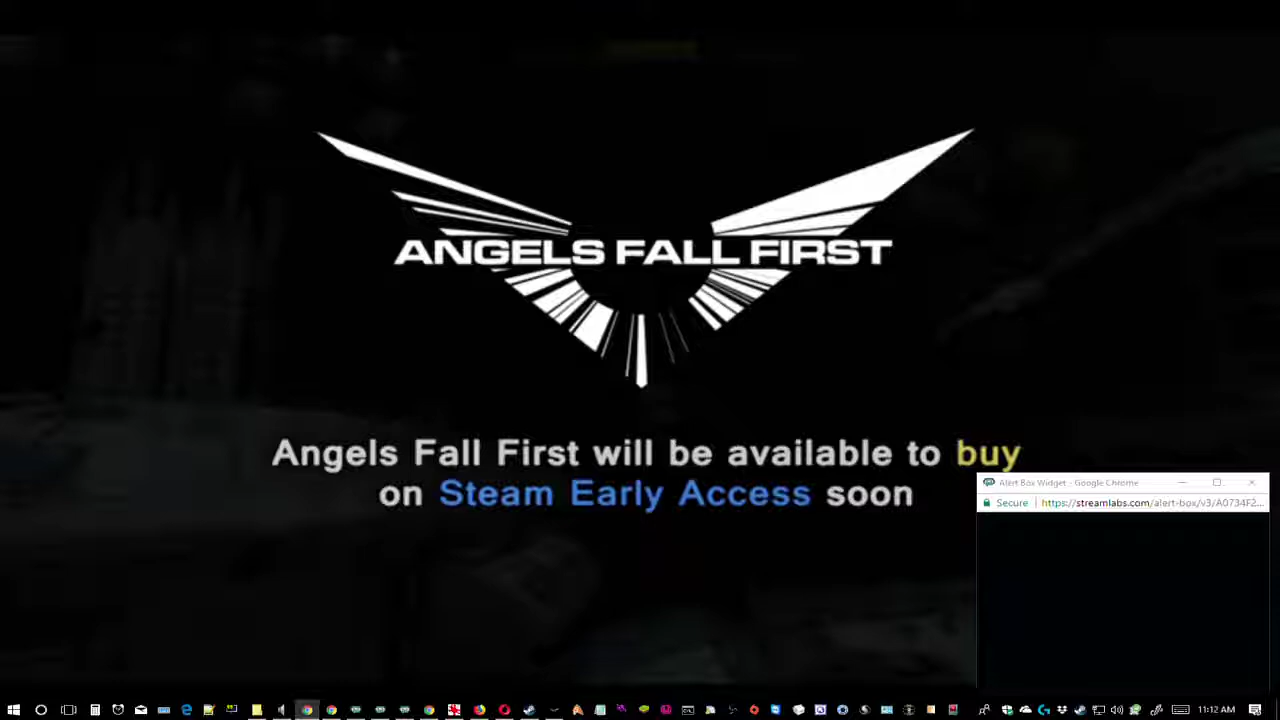 ANGELS FALL FIRST
Angels Fall First will be available to buy
on Steam Early Access soon
Alert Box Widget - Google Chrome
Secure https://streamlabs.com/alert-box/v3/A0734F2...
11:12 AM